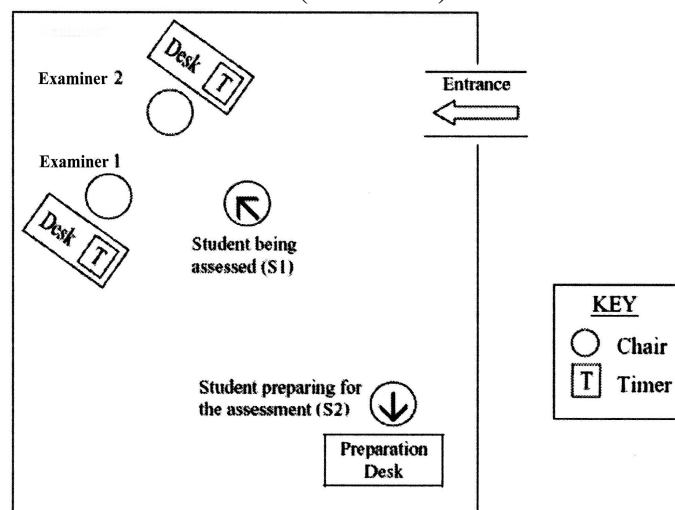 Desk T
Examiner 2
Entrance
Examiner 1
Desk T
Student being
assessed (S1)
KEY
Chair
T Timer
Student preparing for
the assessment (S2)
Preparation
Desk